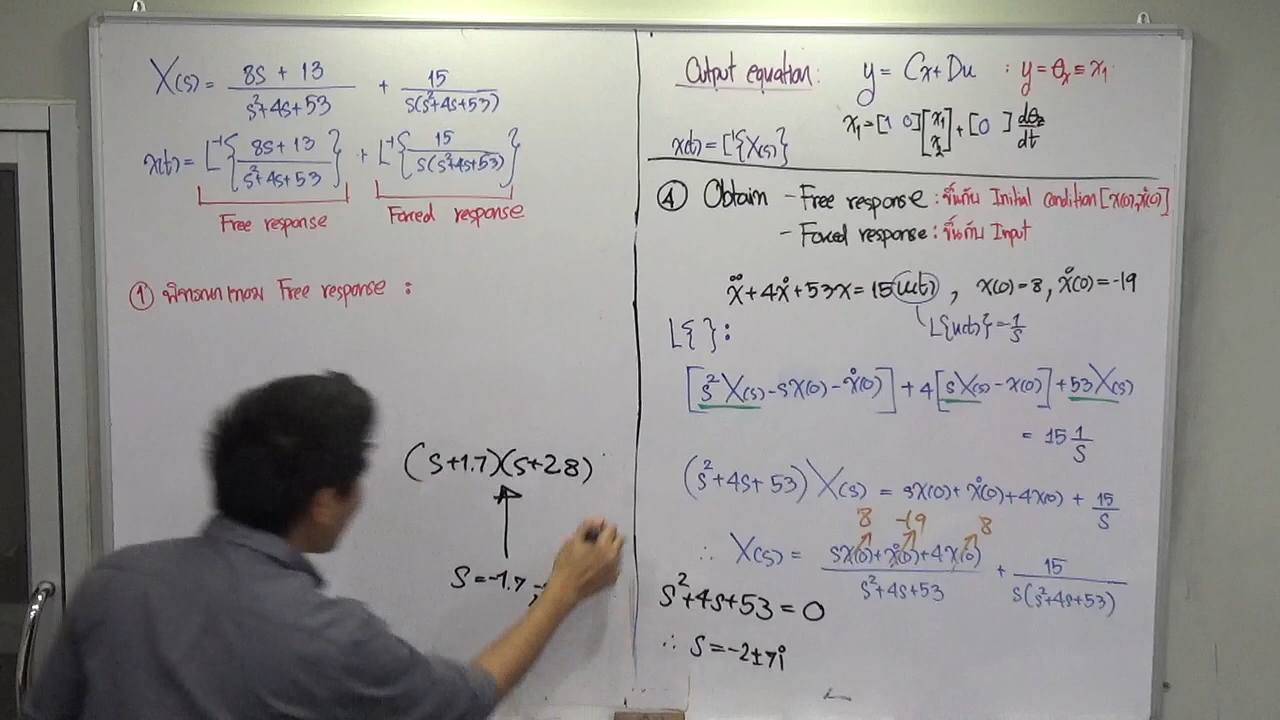 X(s) = (8s + 13)/(s²+4s+53) + 15/(s(s²+4s+53))
x(t) = L⁻¹{(8s+13)/(s²+4s+53)} + L⁻¹{15/(s(s²+4s+53))}
Free response
Forced response
① พิจารณาเทอม Free response :
(s+1.7)(s+2.8)
s=-1.7
Output equation: y = Cx+Du : y=θz≡x₁
x₁=[1 0][x₁ x₂]+[0 ] dθz/dt
x(t) = L⁻¹{X(s)}
④ Obtain - Free response : ขึ้นกับ Initial condition [x(0),ẋ(0)]
- Forced response : ขึ้นกับ Input
ẍ+4ẋ+53x=15u(t), x(0)=8, ẋ(0)=-19
L{u(t)}=1/s
L{ }:
[s²X(s)-sx(0)-ẋ(0)]+4[sX(s)-x(0)]+53X(s)
= 15 1/s
(s²+4s+53)X(s) = sx(0)+ẋ(0)+4x(0) + 15/s
8 -19 8
∴ X(s) = (sx(0)+ẋ(0)+4x(0))/(s²+4s+53) + 15/(s(s²+4s+53))
s²+4s+53=0
∴ s=-2±7i